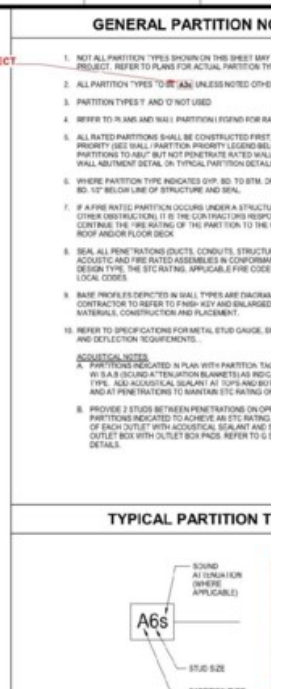 GENERAL PARTITION NO
ECT
1. NOT ALL PARTITION TYPES SHOWN ON THIS SHEET MAY
PROJECT. REFER TO PLANS FOR ACTUAL PARTITION TY
2. ALL PARTITION TYPES TO BE A3s UNLESS NOTED OTHE
3. PARTITION TYPES 'I' AND 'O' NOT USED
4. REFER TO PLANS AND WALL PARTITION LEGEND FOR RA
5. ALL RATED PARTITIONS SHALL BE CONSTRUCTED FIRST,
PRIORITY (SEE WALL / PARTITION PRIORITY LEGEND BEL
PARTITIONS TO ABUT BUT NOT PENETRATE RATED WALL
WALL ABUTMENT DETAIL ON TYPICAL PARTITION DETAIL
6. WHERE PARTITION TYPE INDICATES GYP. BD. TO BTM. O
BD. 1/2" BELOW LINE OF STRUCTURE AND SEAL.
7. IF A FIRE RATED PARTITION OCCURS UNDER A STRUCTU
OTHER OBSTRUCTION, IT IS THE CONTRACTORS RESPO
CONTINUE THE FIRE RATING OF THE PARTITION TO THE
ROOF AND/OR FLOOR DECK
8. SEAL ALL PENETRATIONS (DUCTS, CONDUITS, STRUCTU
ACOUSTIC AND FIRE RATED ASSEMBLIES IN CONFORMA
DESIGN TYPE, THE STC RATING, APPLICABLE FIRE CODE
LOCAL CODES.
9. BASE PROFILES DEPICTED IN WALL TYPES ARE DIAGRAM
CONTRACTOR TO REFER TO FINISH KEY AND ENLARGED
MATERIALS, CONSTRUCTION AND PLACEMENT.
10. REFER TO SPECIFICATIONS FOR METAL STUD GAUGE, S
AND DEFLECTION REQUIREMENTS...
ACOUSTICAL NOTES
A. PARTITIONS INDICATED IN PLAN WITH PARTITION TAG
W/ S.A.B (SOUND ATTENUATION BLANKETS) AS INDIC
TYPE. ADD ACOUSTICAL SEALANT AT TOPS AND BOT
AND AT PENETRATIONS TO MAINTAIN STC RATING O
B. PROVIDE 2 STUDS BETWEEN PENETRATIONS ON OP
PARTITIONS INDICATED TO ACHIEVE AN STC RATING
OF EACH OUTLET WITH ACOUSTICAL SEALANT AND S
OUTLET BOX WITH OUTLET BOX PADS. REFER TO G S
DETAILS.
TYPICAL PARTITION T
SOUND
ATTENUATION
(WHERE
APPLICABLE)
A6s
STUD SIZE